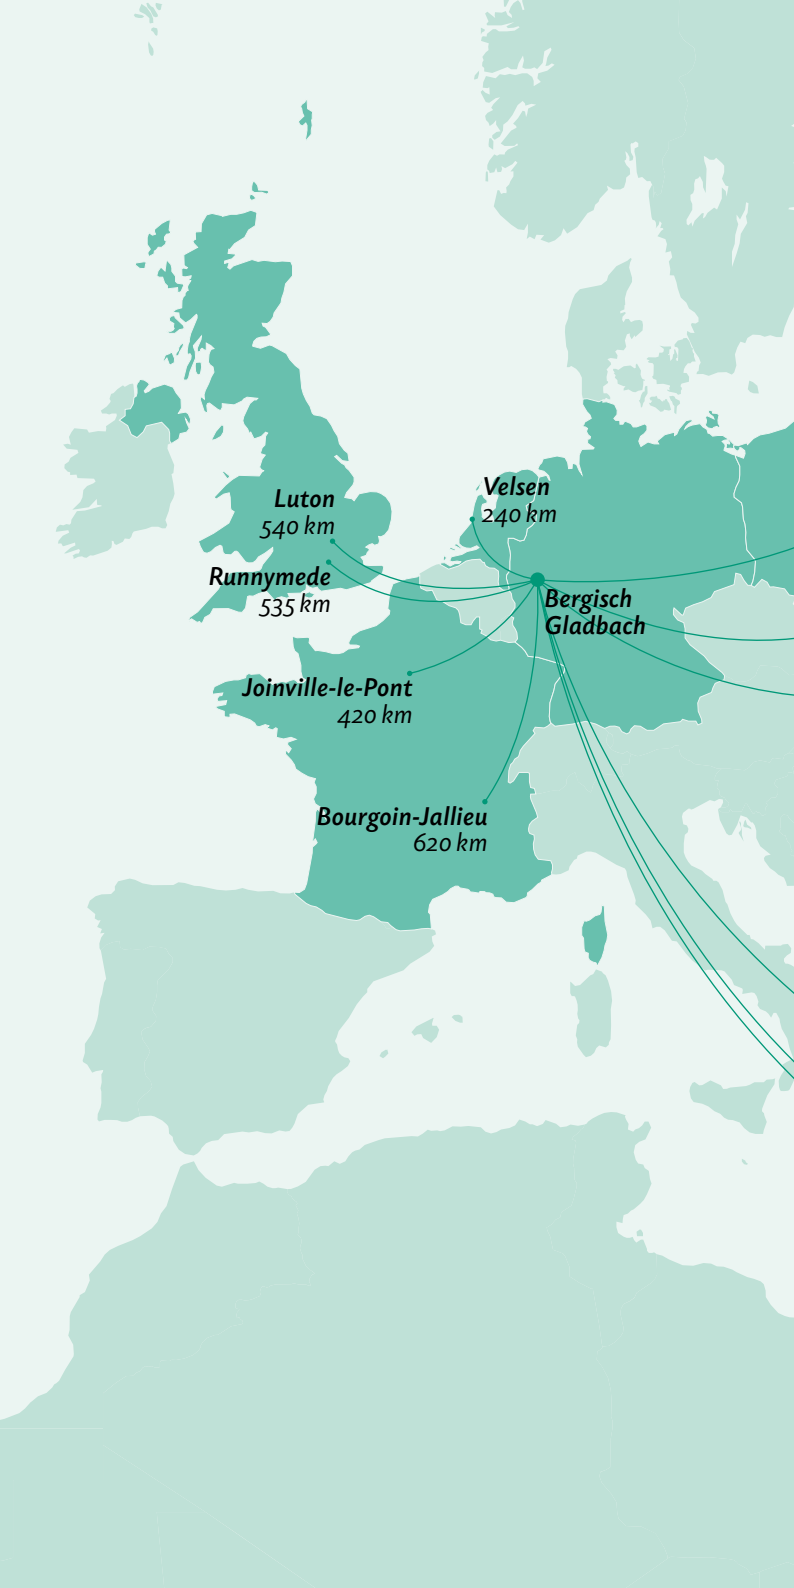 Velsen
240 km
Luton
540 km
Runnymede
535 km
Bergisch
Gladbach
Joinville-le-Pont
420 km
Bourgoin-Jallieu
620 km